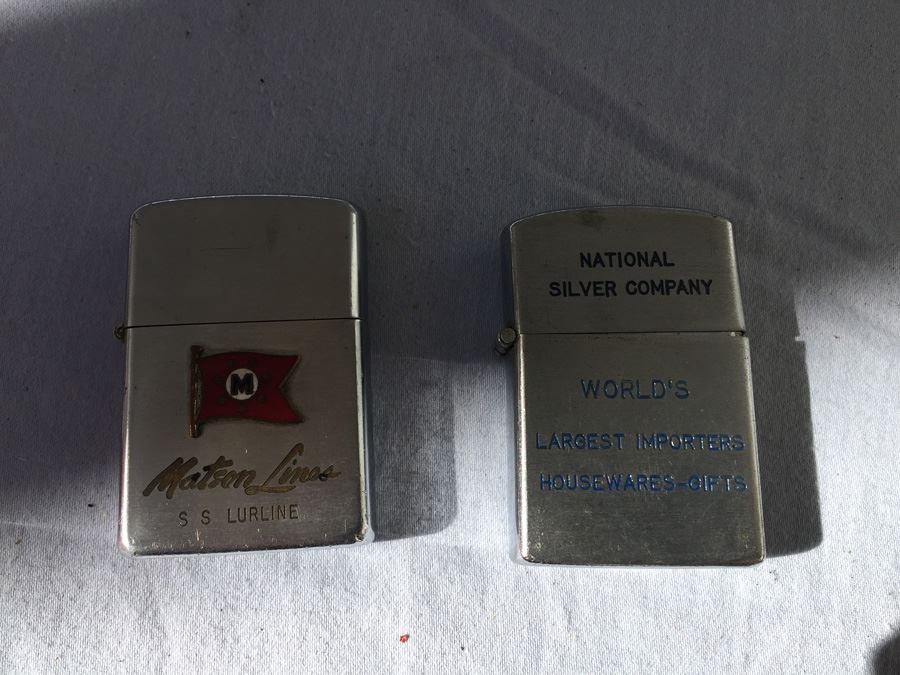 M
Matson Lines
S S LURLINE
NATIONAL
SILVER COMPANY
WORLD'S
LARGEST IMPORTERS
HOUSEWARES-GIFTS